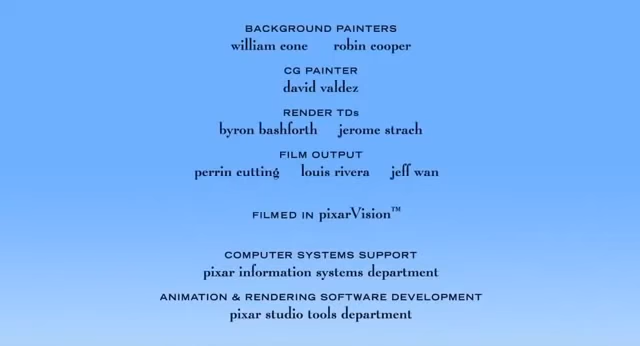 BACKGROUND PAINTERS
william cone robin cooper
CG PAINTER
david valdez
RENDER TDs
byron bashforth jerome strach
FILM OUTPUT
perrin cutting louis rivera jeff wan
FILMED IN pixarVision™
COMPUTER SYSTEMS SUPPORT
pixar information systems department
ANIMATION & RENDERING SOFTWARE DEVELOPMENT
pixar studio tools department